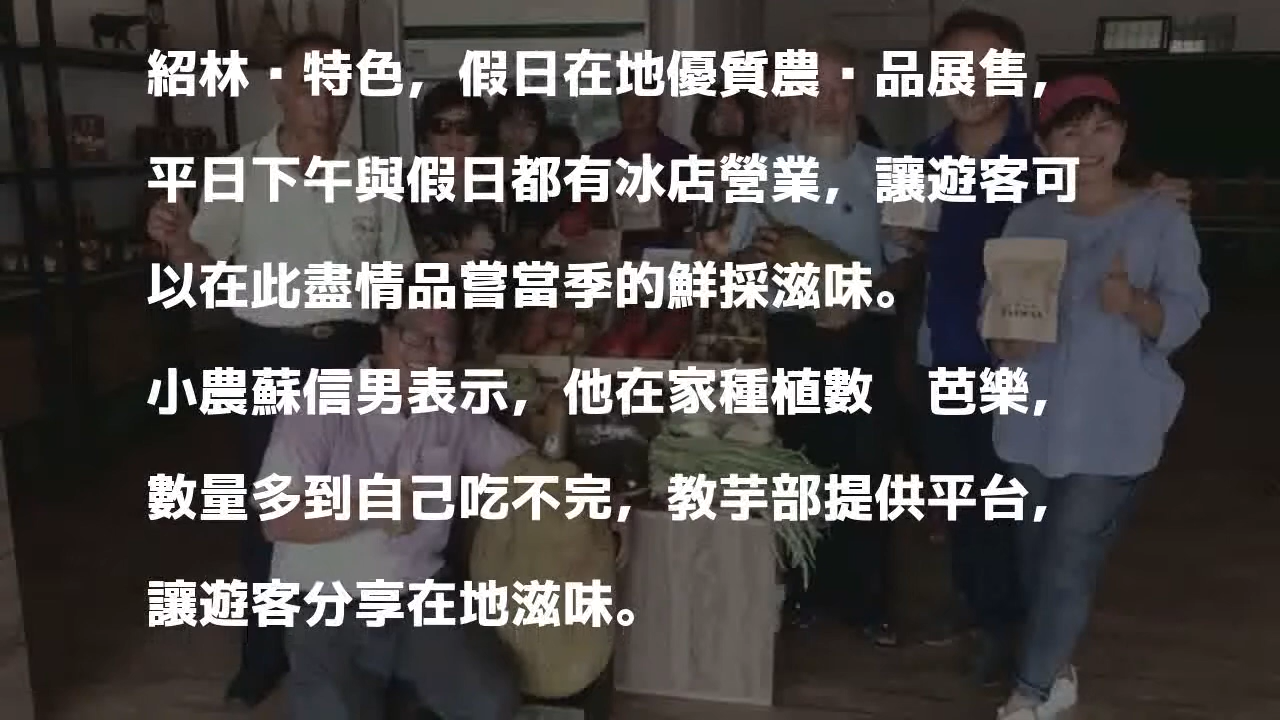 紹林▪特色，假日在地優質農▪品展售，
平日下午與假日都有冰店營業，讓遊客可
以在此盡情品嘗當季的鮮採滋味。
小農蘇信男表示，他在家種植數　芭樂，
數量多到自己吃不完，教芋部提供平台，
讓遊客分享在地滋味。